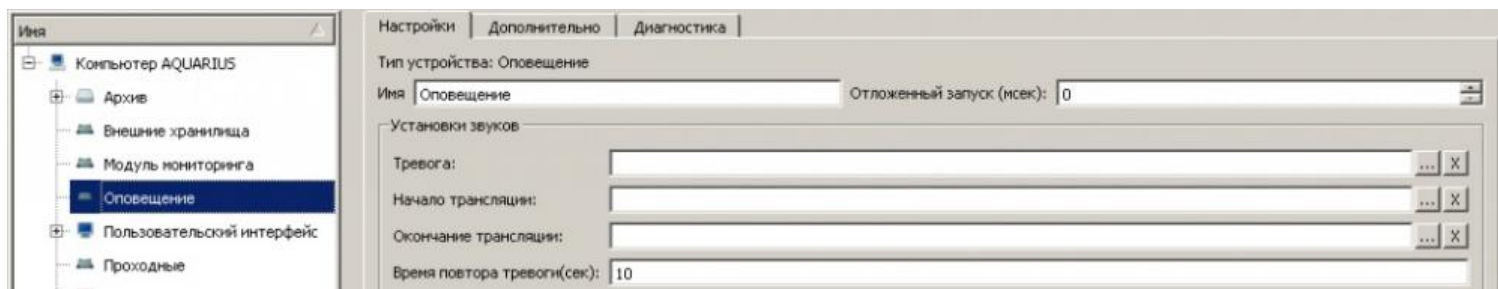 Имя
Компьютер AQUARIUS
Архив
Внешние хранилища
Модуль мониторинга
Оповещение
Пользовательский интерфейс
Проходные
Настройки Дополнительно Диагностика
Тип устройства: Оповещение
Имя Оповещение Отложенный запуск (мсек): 0
Установки звуков
Тревога: ... X
Начало трансляции: ... X
Окончание трансляции: ... X
Время повтора тревоги(сек): 10